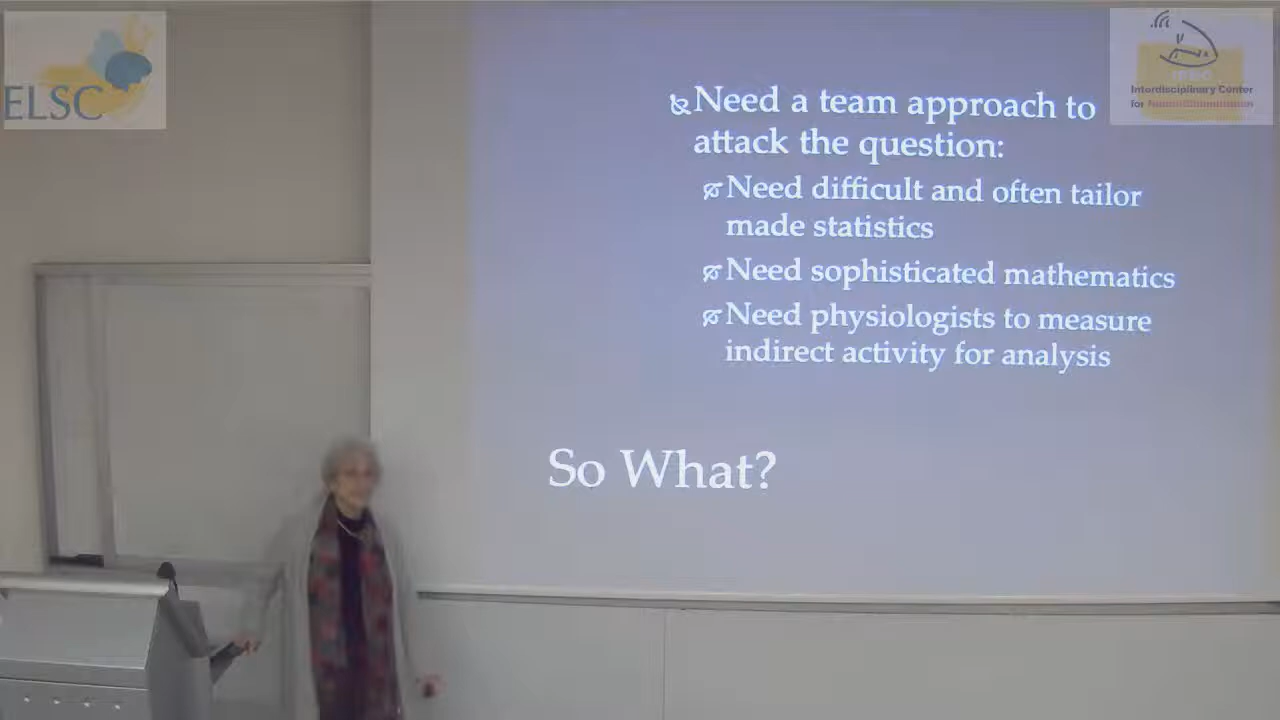 ELSC
Interdisciplinary Center
for
Need a team approach to
attack the question:
Need difficult and often tailor
made statistics
Need sophisticated mathematics
Need physiologists to measure
indirect activity for analysis
So What?